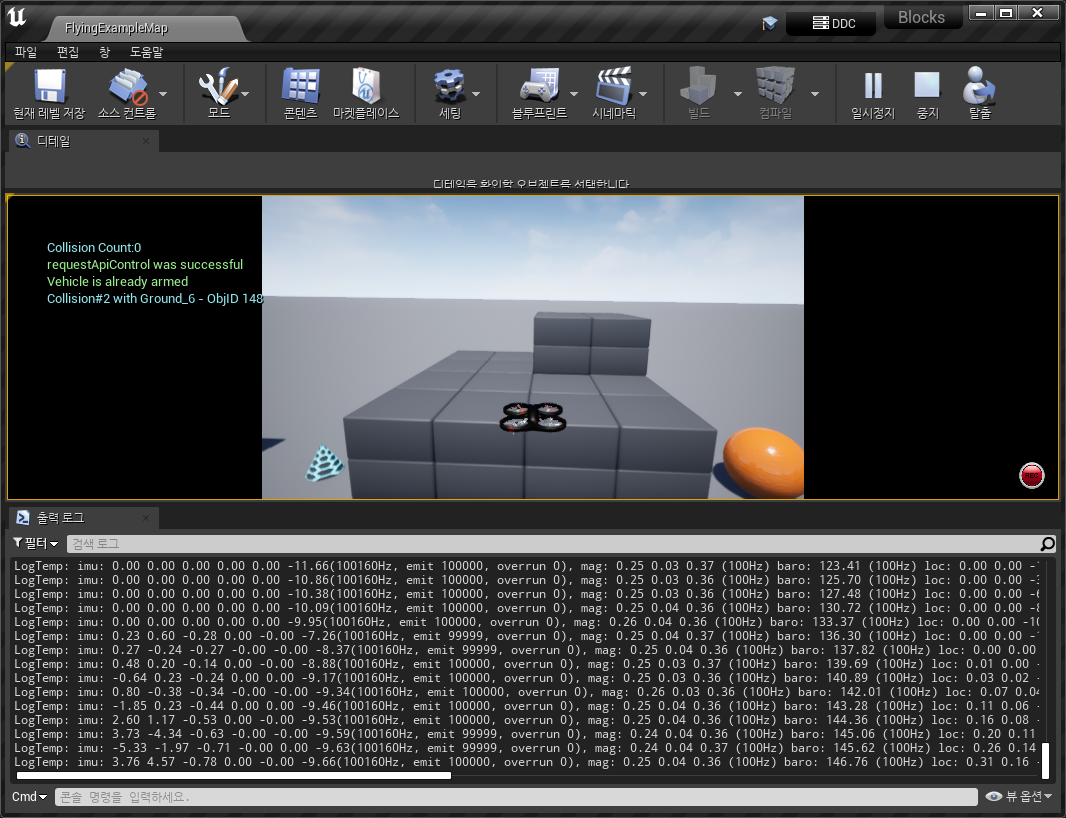 FlyingExampleMap
DDC
Blocks
파일 편집 창 도움말
현재 레벨 저장 소스 컨트롤 모드 콘텐츠 마켓플레이스 세팅 블루프린트 시네마틱 빌드 컴파일 일시정지 중지 탈출
디테일
디테일을 확인할 오브젝트를 선택합니다
Collision Count:0
requestApiControl was successful
Vehicle is already armed
Collision#2 with Ground_6 - ObjID 148
REC
출력 로그
필터 검색 로그
LogTemp: imu: 0.00 0.00 0.00 0.00 0.00 -11.66(100160Hz, emit 100000, overrun 0), mag: 0.25 0.03 0.37 (100Hz) baro: 123.41 (100Hz) loc: 0.00 0.00
LogTemp: imu: 0.00 0.00 0.00 0.00 0.00 -10.86(100160Hz, emit 100000, overrun 0), mag: 0.25 0.03 0.36 (100Hz) baro: 125.70 (100Hz) loc: 0.00 0.00
LogTemp: imu: 0.00 0.00 0.00 0.00 0.00 -10.38(100160Hz, emit 100000, overrun 0), mag: 0.25 0.03 0.36 (100Hz) baro: 127.48 (100Hz) loc: 0.00 0.00
LogTemp: imu: 0.00 0.00 0.00 0.00 0.00 -10.09(100160Hz, emit 100000, overrun 0), mag: 0.25 0.04 0.36 (100Hz) baro: 130.72 (100Hz) loc: 0.00 0.00
LogTemp: imu: 0.00 0.00 0.00 0.00 0.00 -9.95(100160Hz, emit 100000, overrun 0), mag: 0.26 0.04 0.36 (100Hz) baro: 133.37 (100Hz) loc: 0.00 0.00
LogTemp: imu: 0.23 0.60 -0.28 0.00 -0.00 -7.26(100160Hz, emit 99999, overrun 0), mag: 0.25 0.04 0.37 (100Hz) baro: 136.30 (100Hz) loc: 0.00 0.00
LogTemp: imu: 0.27 -0.24 -0.27 -0.00 0.00 -8.37(100160Hz, emit 99999, overrun 0), mag: 0.25 0.04 0.36 (100Hz) baro: 137.82 (100Hz) loc: 0.00 0.00
LogTemp: imu: 0.48 0.20 -0.14 0.00 -0.00 -8.88(100160Hz, emit 100000, overrun 0), mag: 0.25 0.03 0.37 (100Hz) baro: 139.69 (100Hz) loc: 0.01 0.00 -
LogTemp: imu: -0.64 0.23 -0.24 0.00 0.00 -9.17(100160Hz, emit 100000, overrun 0), mag: 0.25 0.04 0.36 (100Hz) baro: 140.89 (100Hz) loc: 0.03 0.02 -
LogTemp: imu: 0.80 -0.38 -0.34 -0.00 -0.00 -9.34(100160Hz, emit 100000, overrun 0), mag: 0.26 0.03 0.36 (100Hz) baro: 142.01 (100Hz) loc: 0.07 0.04
LogTemp: imu: -1.85 0.23 -0.44 0.00 0.00 -9.46(100160Hz, emit 100000, overrun 0), mag: 0.25 0.04 0.36 (100Hz) baro: 143.28 (100Hz) loc: 0.11 0.06 -
LogTemp: imu: 2.60 1.17 -0.53 0.00 -0.00 -9.53(100160Hz, emit 100000, overrun 0), mag: 0.25 0.04 0.36 (100Hz) baro: 144.36 (100Hz) loc: 0.16 0.08 -
LogTemp: imu: 3.73 -4.34 -0.63 -0.00 0.00 -9.59(100160Hz, emit 100000, overrun 0), mag: 0.24 0.04 0.36 (100Hz) baro: 145.06 (100Hz) loc: 0.20 0.11
LogTemp: imu: -5.33 -1.97 -0.71 -0.00 0.00 -9.63(100160Hz, emit 99999, overrun 0), mag: 0.24 0.04 0.37 (100Hz) baro: 145.62 (100Hz) loc: 0.26 0.14
LogTemp: imu: 3.76 4.57 -0.78 0.00 -0.00 -9.66(100160Hz, emit 100000, overrun 0), mag: 0.25 0.04 0.36 (100Hz) baro: 146.76 (100Hz) loc: 0.31 0.16 -
Cmd 콘솔 명령을 입력하세요. 뷰 옵션